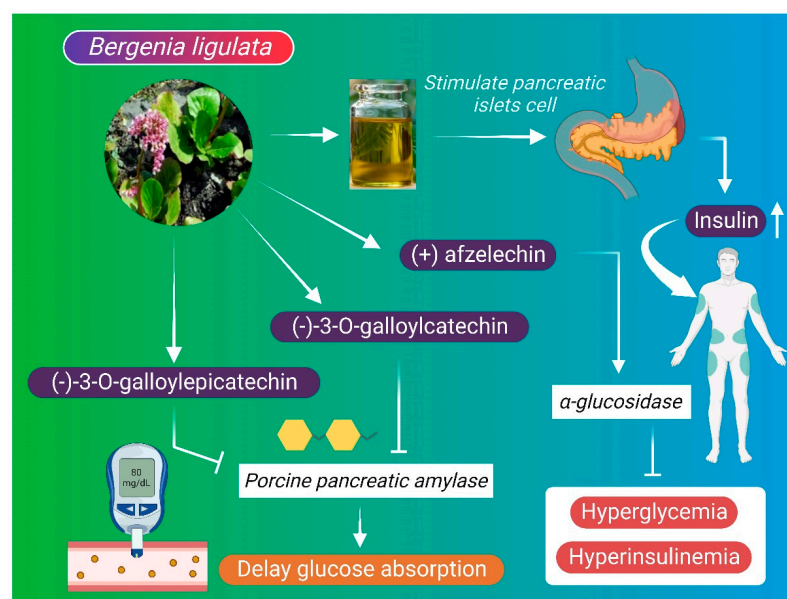 Bergenia ligulata
Stimulate pancreatic
islets cell
Insulin
(+) afzelechin
(-)-3-O-galloylcatechin
(-)-3-O-galloylepicatechin
α-glucosidase
80
mg/dL
Porcine pancreatic amylase
Hyperglycemia
Hyperinsulinemia
Delay glucose absorption